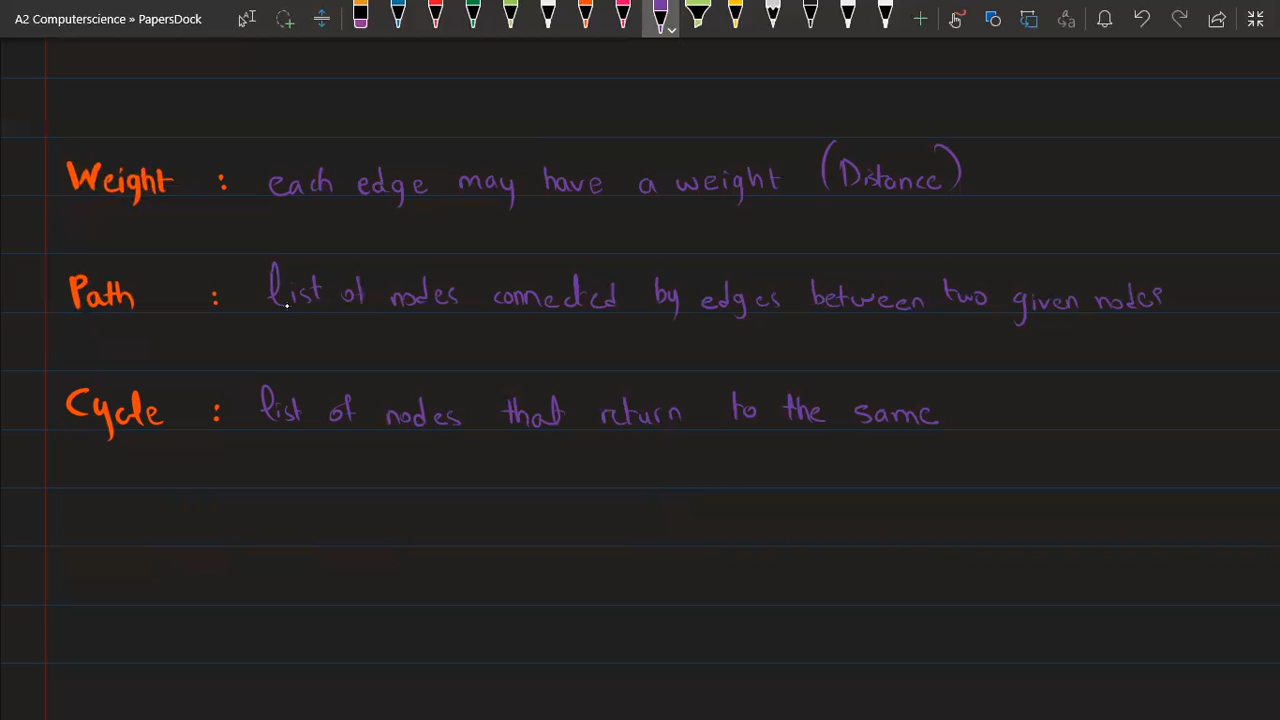 A2 Computerscience » PapersDock
Weight : each edge may have a weight (Distance)
Path : list of nodes connected by edges between two given nodes
Cycle : list of nodes that return to the same